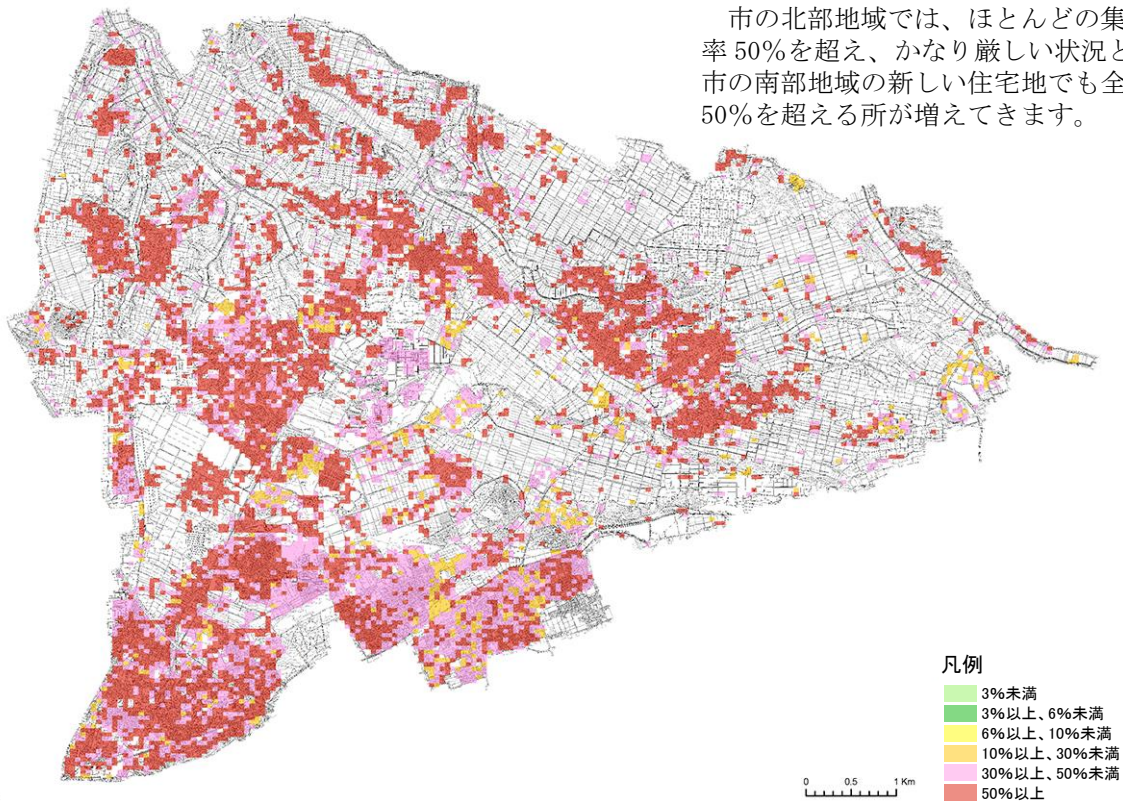 市の北部地域では、ほとんどの集
率 50%を超え、かなり厳しい状況と
市の南部地域の新しい住宅地でも全
50%を超える所が増えてきます。
凡例
3%未満
3%以上、6%未満
6%以上、10%未満
10%以上、30%未満
30%以上、50%未満
50%以上
0 0.5 1 Km